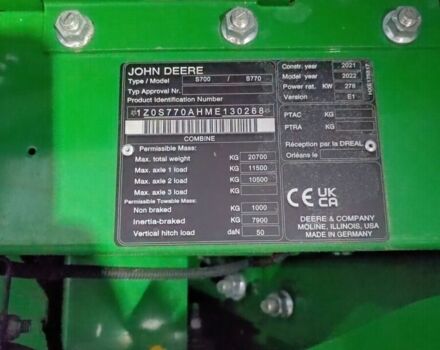 JOHN DEERE
Type / Model S700 / S770
Typ Approval Nr.
Product Identification Number
*1Z0S770AHME130268*
COMBINE
Permissible Mass:
Max. total weight KG 20700
Max. axle 1 load KG 11500
Max. axle 2 load KG 10500
Max. axle 3 load KG
Permissible Towable Mass:
Non braked KG 1000
Inertia-braked KG 7900
Vertical hitch load daN 50
Constr. year 2021
Model year 2022
Power rat. KW 278
Version E1
PTAC KG
PTRA KG
Réception par la DREAL
Orléans le
CE UK CA
DEERE & COMPANY
MOLINE, ILLINOIS, USA
MADE IN GERMANY